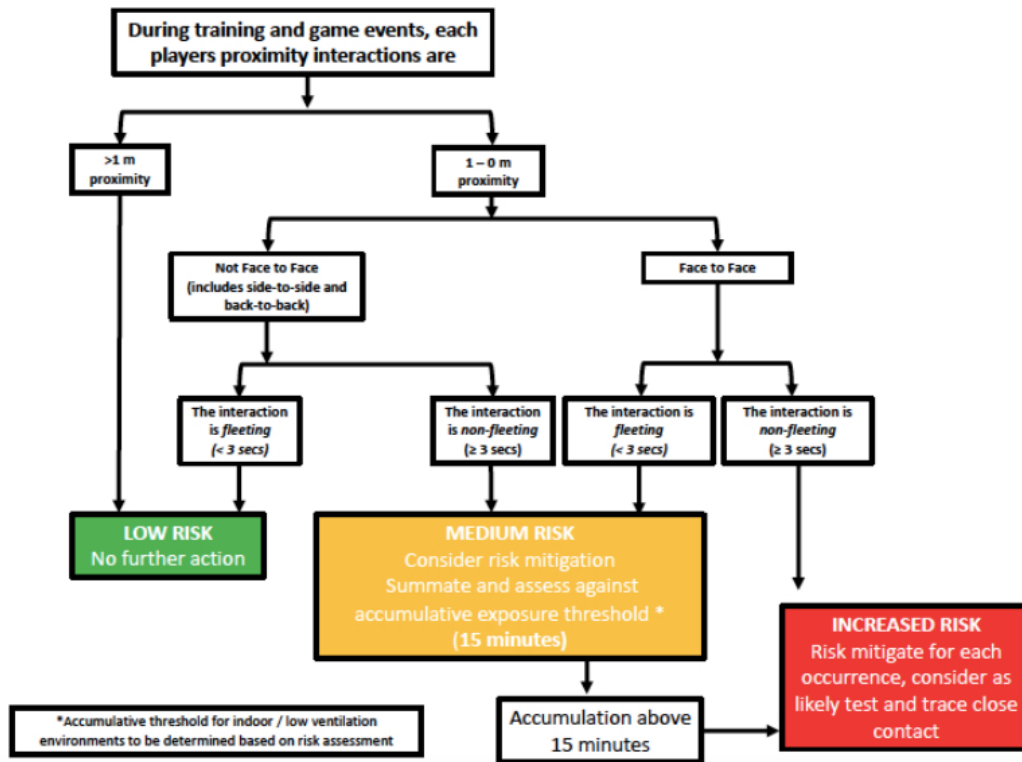 During training and game events, each
players proximity interactions are
>1 m
proximity
1 – 0 m
proximity
Not Face to Face
(includes side-to-side and
back-to-back)
Face to Face
The interaction
is fleeting
(< 3 secs)
The interaction
is non-fleeting
(≥ 3 secs)
The interaction is
fleeting
(< 3 secs)
The interaction is
non-fleeting
(≥ 3 secs)
LOW RISK
No further action
MEDIUM RISK
Consider risk mitigation
Summate and assess against
accumulative exposure threshold *
(15 minutes)
INCREASED RISK
Risk mitigate for each
occurrence, consider as
likely test and trace close
contact
Accumulation above
15 minutes
*Accumulative threshold for indoor / low ventilation
environments to be determined based on risk assessment